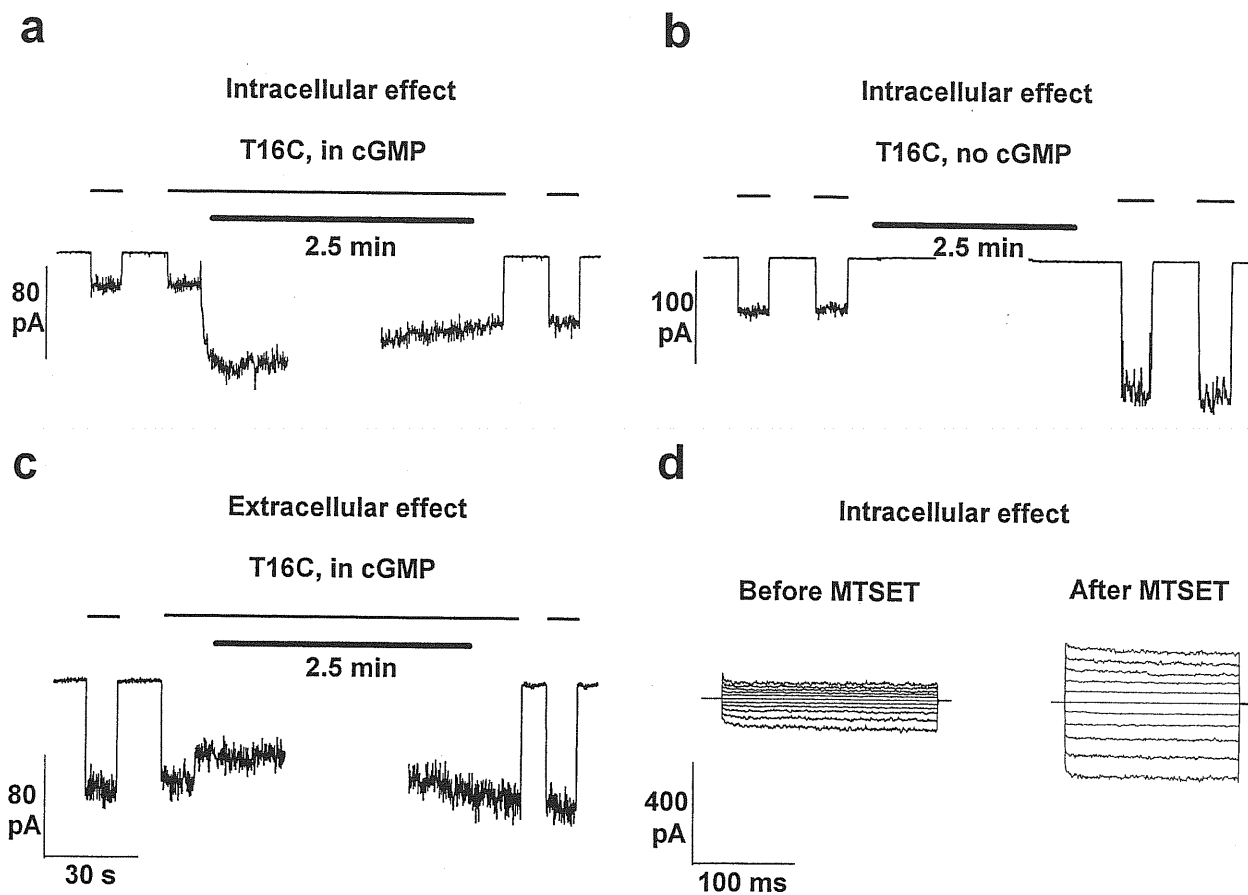 a
Intracellular effect
T16C, in cGMP
2.5 min
80
pA
b
Intracellular effect
T16C, no cGMP
2.5 min
100
pA
c
Extracellular effect
T16C, in cGMP
2.5 min
80
pA
30 s
d
Intracellular effect
Before MTSET
After MTSET
400
pA
100 ms